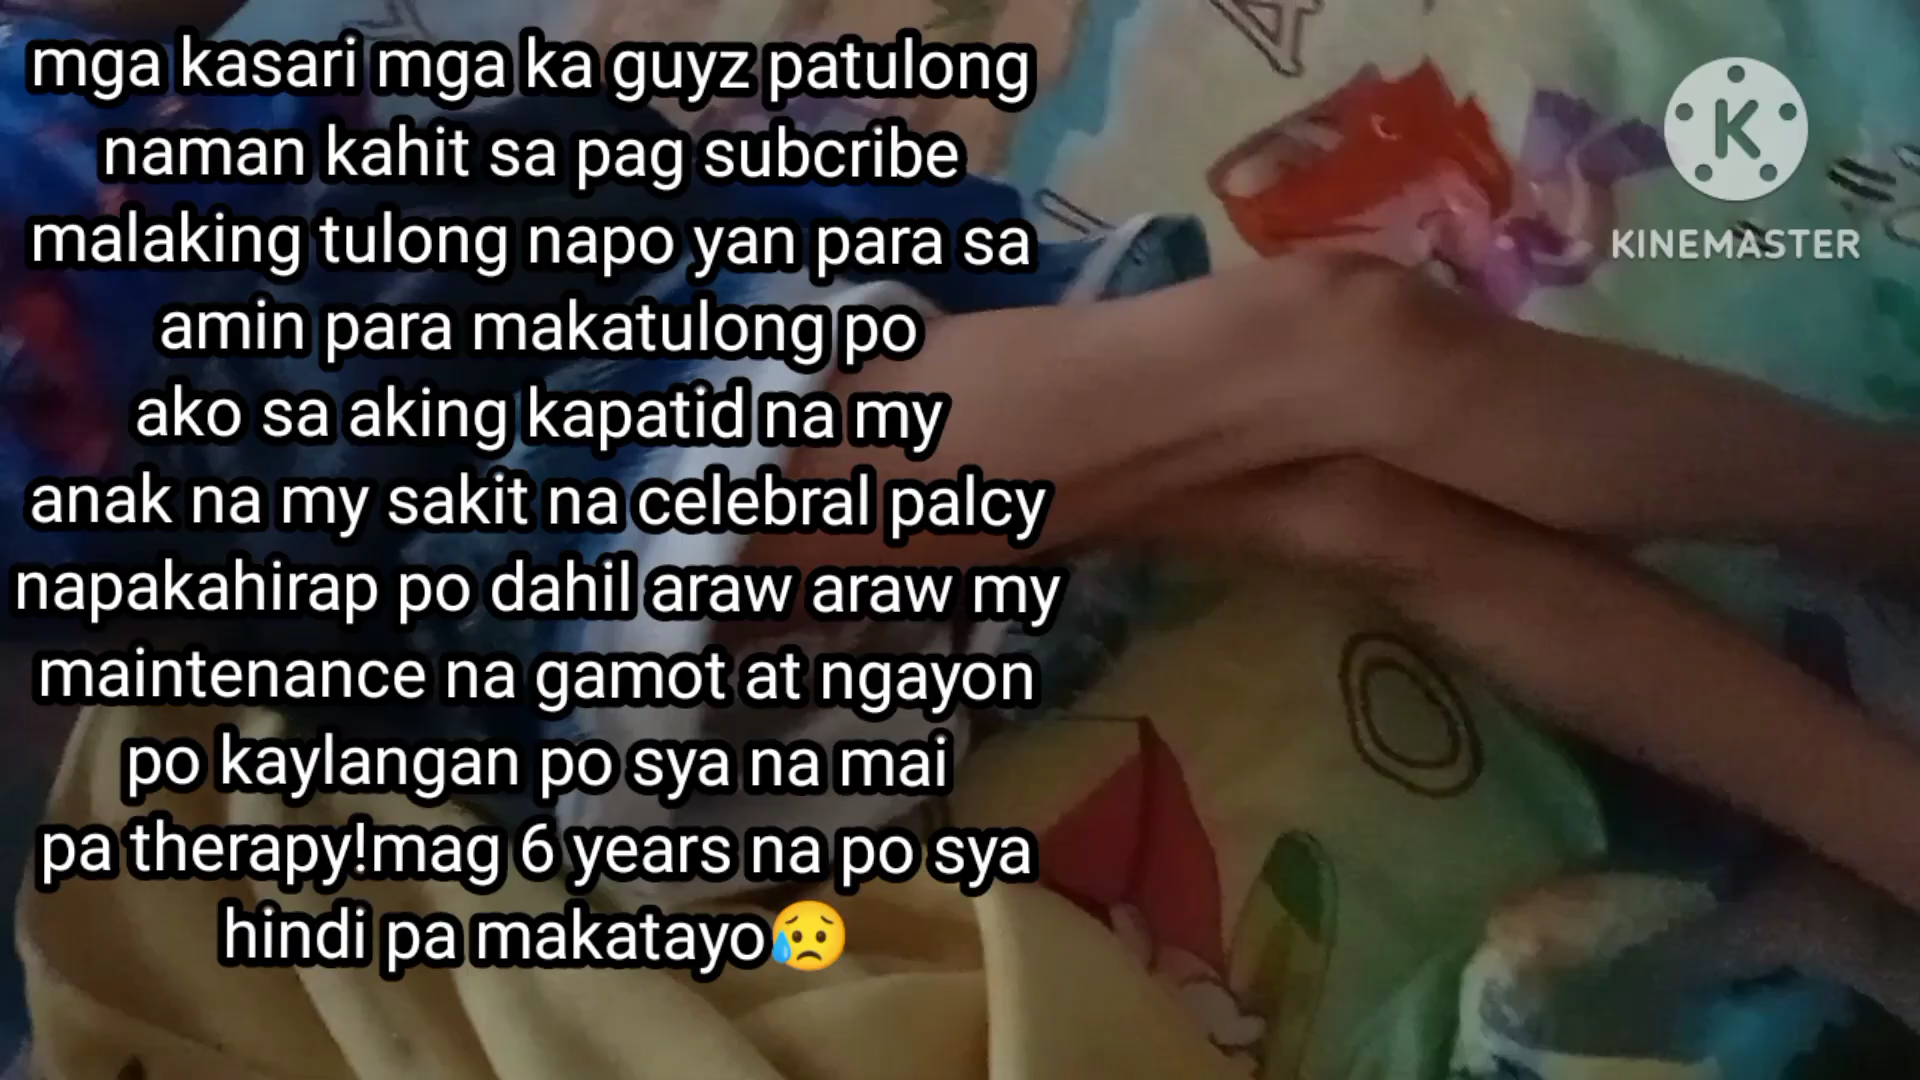 mga kasari mga ka guyz patulong
naman kahit sa pag subcribe
malaking tulong napo yan para sa
amin para makatulong po
ako sa aking kapatid na my
anak na my sakit na celebral palcy
napakahirap po dahil araw araw my
maintenance na gamot at ngayon
po kaylangan po sya na mai
pa therapy!mag 6 years na po sya
hindi pa makatayo😥
K
KINEMASTER